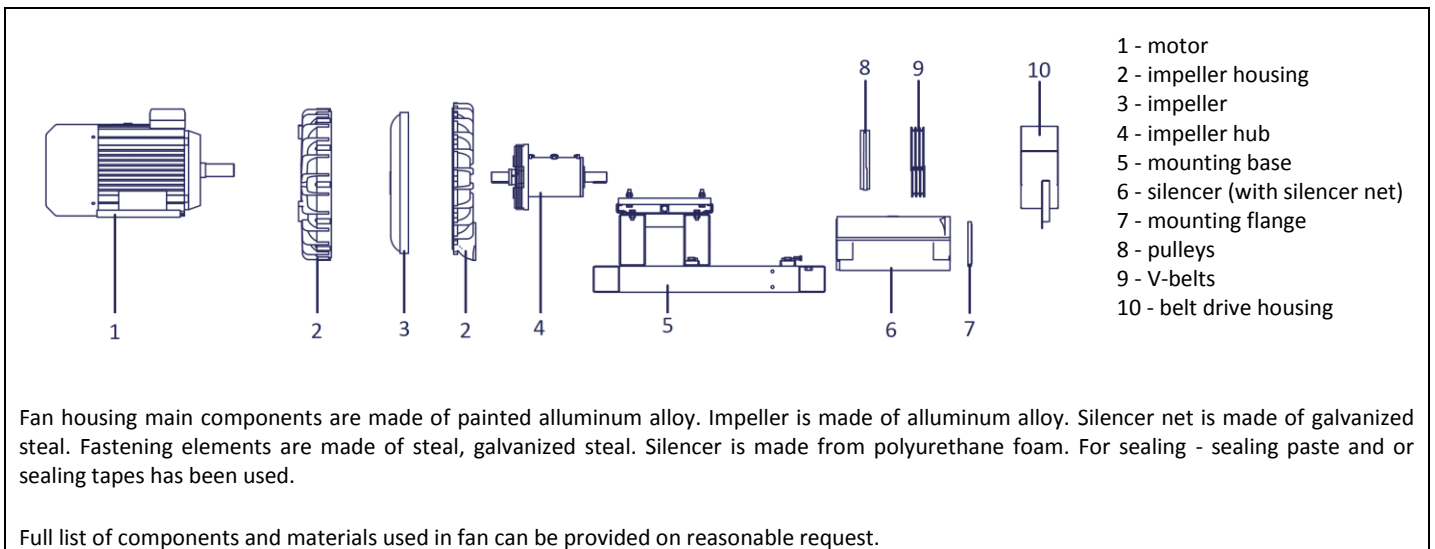 8 9 10
1 2 3 2 4 5 6 7
1 - motor
2 - impeller housing
3 - impeller
4 - impeller hub
5 - mounting base
6 - silencer (with silencer net)
7 - mounting flange
8 - pulleys
9 - V-belts
10 - belt drive housing
Fan housing main components are made of painted alluminum alloy. Impeller is made of alluminum alloy. Silencer net is made of galvanized
steal. Fastening elements are made of steal, galvanized steal. Silencer is made from polyurethane foam. For sealing - sealing paste and or
sealing tapes has been used.
Full list of components and materials used in fan can be provided on reasonable request.